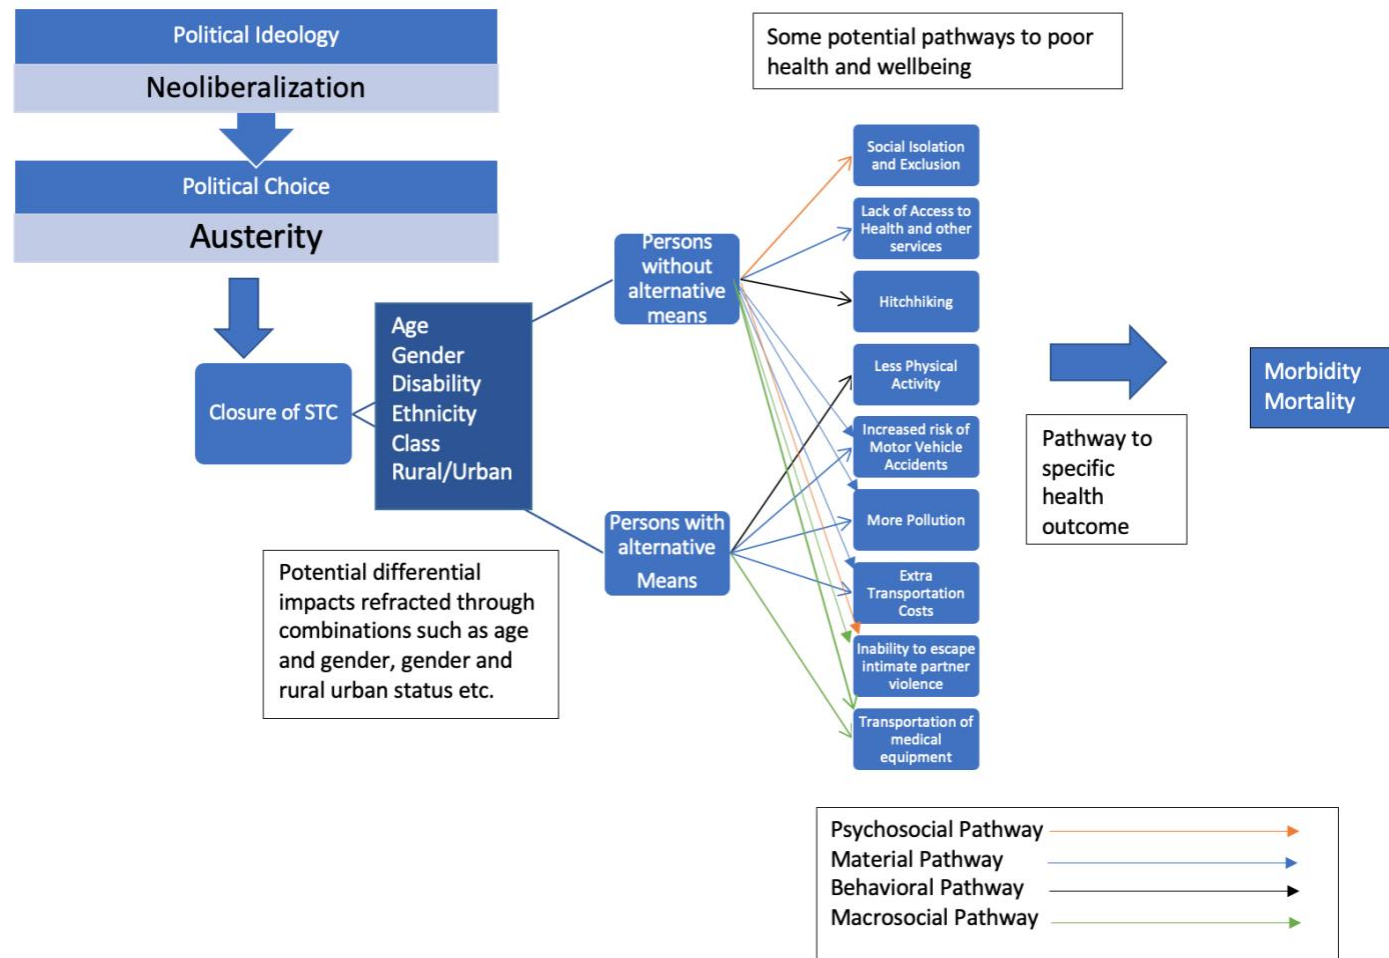 Political Ideology
Neoliberalization
Political Choice
Austerity
Closure of STC
Age
Gender
Disability
Ethnicity
Class
Rural/Urban
Potential differential
impacts refracted through
combinations such as age
and gender, gender and
rural urban status etc.
Persons
without
alternative
means
Persons with
alternative
Means
Some potential pathways to poor
health and wellbeing
Social Isolation
and Exclusion
Lack of Access to
Health and other
services
Hitchhiking
Less Physical
Activity
Increased risk of
Motor Vehicle
Accidents
More Pollution
Extra
Transportation
Costs
Inability to escape
intimate partner
violence
Transportation of
medical
equipment
Pathway to
specific
health
outcome
Morbidity
Mortality
Psychosocial Pathway
Material Pathway
Behavioral Pathway
Macrosocial Pathway